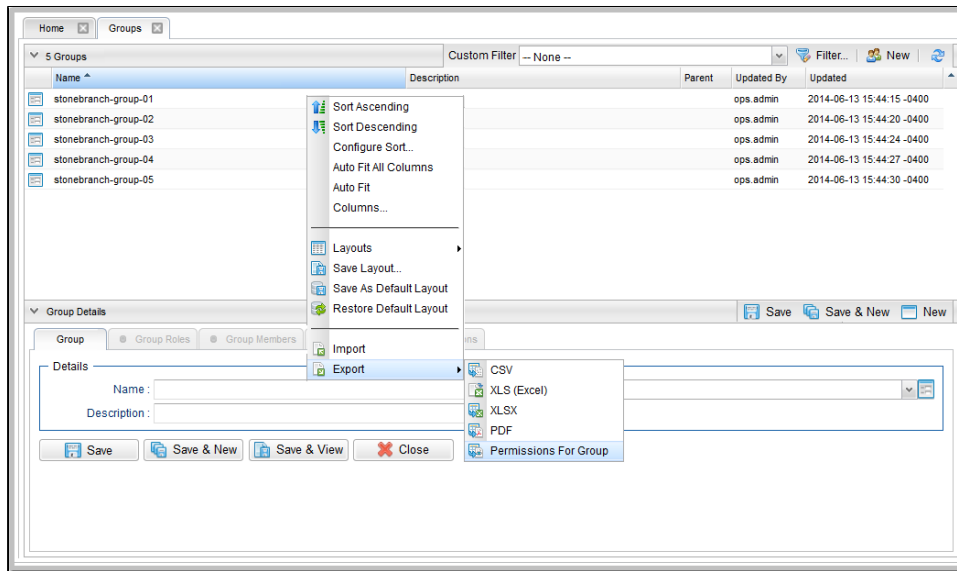 Home Groups
5 Groups Custom Filter -- None -- Filter... New
Name Description Parent Updated By Updated
stonebranch-group-01 ops.admin 2014-06-13 15:44:15 -0400
stonebranch-group-02 ops.admin 2014-06-13 15:44:20 -0400
stonebranch-group-03 ops.admin 2014-06-13 15:44:24 -0400
stonebranch-group-04 ops.admin 2014-06-13 15:44:27 -0400
stonebranch-group-05 ops.admin 2014-06-13 15:44:30 -0400
Sort Ascending
Sort Descending
Configure Sort...
Auto Fit All Columns
Auto Fit
Columns...
Layouts
Save Layout...
Save As Default Layout
Restore Default Layout
Import
Export
CSV
XLS (Excel)
XLSX
PDF
Permissions For Group
Group Details Save Save & New New
Group Group Roles Group Members
Details
Name :
Description :
Save Save & New Save & View Close